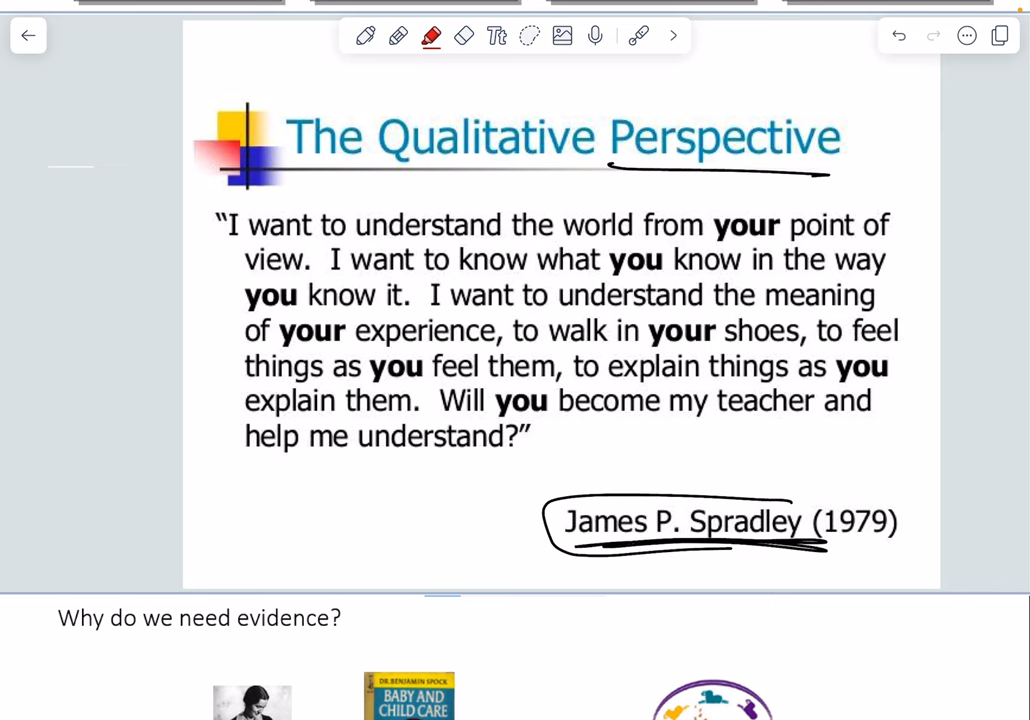 The Qualitative Perspective
“I want to understand the world from your point of
view.  I want to know what you know in the way
you know it.  I want to understand the meaning
of your experience, to walk in your shoes, to feel
things as you feel them, to explain things as you
explain them.  Will you become my teacher and
help me understand?”
James P. Spradley (1979)
Why do we need evidence?
DR. BENJAMIN SPOCK
BABY AND
CHILD CARE